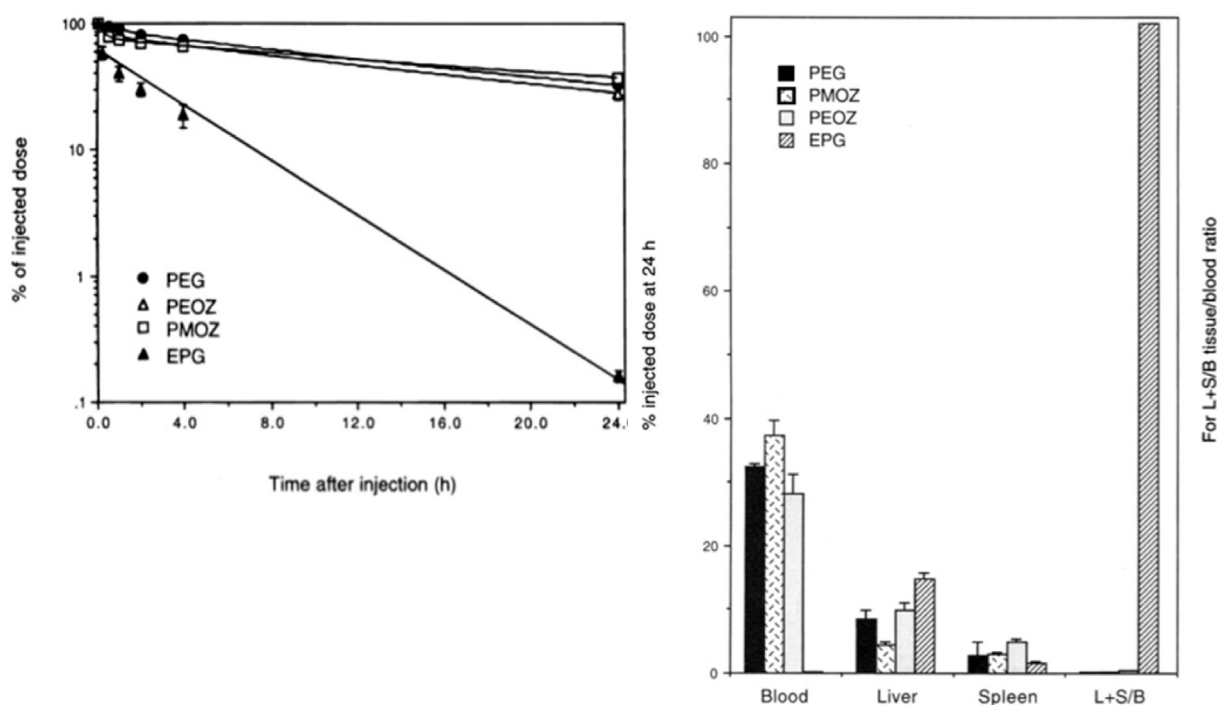 % of injected dose
100
10
1
.1
PEG
PEOZ
PMOZ
EPG
0.0 4.0 8.0 12.0 16.0 20.0 24.
Time after injection (h)
% injected dose at 24 h
100
80
60
40
20
0
PEG
PMOZ
PEOZ
EPG
Blood Liver Spleen L+S/B
For L+S/B tissue/blood ratio